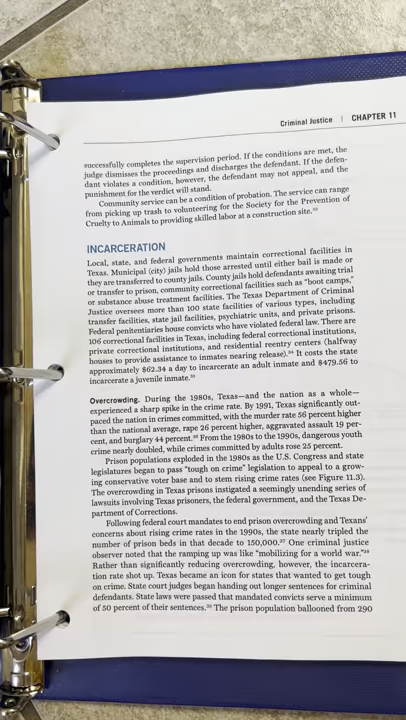 Criminal Justice | CHAPTER 11
successfully completes the supervision period. If the conditions are met, the
judge dismisses the proceedings and discharges the defendant. If the defen-
dant violates a condition, however, the defendant may not appeal, and the
punishment for the verdict will stand.
Community service can be a condition of probation. The service can range
from picking up trash to volunteering for the Society for the Prevention of
Cruelty to Animals to providing skilled labor at a construction site.
INCARCERATION
Local, state, and federal governments maintain correctional facilities in
Texas. Municipal (city) jails hold those arrested until either bail is made or
they are transferred to county jails. County jails hold defendants awaiting trial
or transfer to prison, community correctional facilities such as "boot camps,"
or substance abuse treatment facilities. The Texas Department of Criminal
Justice oversees more than 100 state facilities of various types, including
transfer facilities, state jail facilities, psychiatric units, and private prisons.
Federal penitentiaries house convicts who have violated federal law. There are
106 correctional facilities in Texas, including federal correctional institutions,
private correctional institutions, and residential reentry centers (halfway
houses to provide assistance to inmates nearing release).³⁴ It costs the state
approximately $62.34 a day to incarcerate an adult inmate and $479.56 to
incarcerate a juvenile inmate.³⁵
Overcrowding. During the 1980s, Texas—and the nation as a whole—
experienced a sharp spike in the crime rate. By 1991, Texas significantly out-
paced the nation in crimes committed, with the murder rate 56 percent higher
than the national average, rape 26 percent higher, aggravated assault 19 per-
cent, and burglary 44 percent.³⁶ From the 1980s to the 1990s, dangerous youth
crime nearly doubled, while crimes committed by adults rose 25 percent.
Prison populations exploded in the 1980s as the U.S. Congress and state
legislatures began to pass "tough on crime" legislation to appeal to a grow-
ing conservative voter base and to stem rising crime rates (see Figure 11.3).
The overcrowding in Texas prisons instigated a seemingly unending series of
lawsuits involving Texas prisoners, the federal government, and the Texas De-
partment of Corrections.
Following federal court mandates to end prison overcrowding and Texans'
concerns about rising crime rates in the 1990s, the state nearly tripled the
number of prison beds in that decade to 150,000.³⁷ One criminal justice
observer noted that the ramping up was like "mobilizing for a world war."³⁸
Rather than significantly reducing overcrowding, however, the incarcera-
tion rate shot up. Texas became an icon for states that wanted to get tough
on crime. State court judges began handing out longer sentences for criminal
defendants. State laws were passed that mandated convicts serve a minimum
of 50 percent of their sentences.³⁹ The prison population ballooned from 290